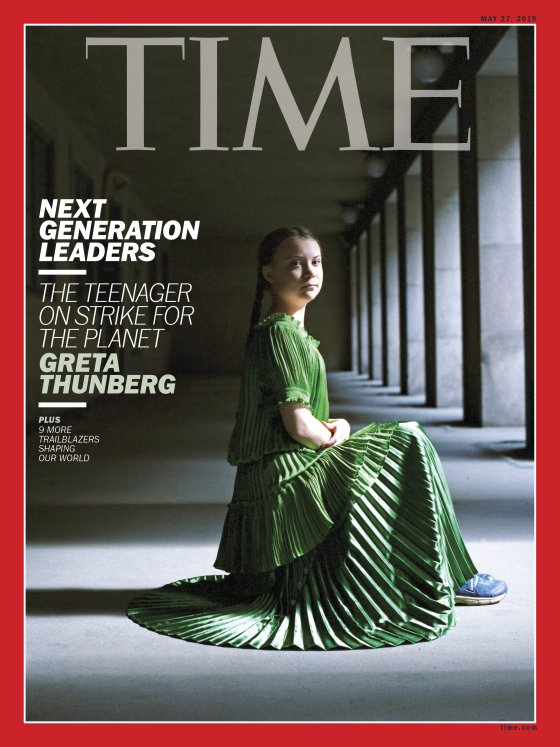 MAY 27, 2019
TIME
NEXT
GENERATION
LEADERS
THE TEENAGER
ON STRIKE FOR
THE PLANET
GRETA
THUNBERG
PLUS
9 MORE
TRAILBLAZERS
SHAPING
OUR WORLD
time.com